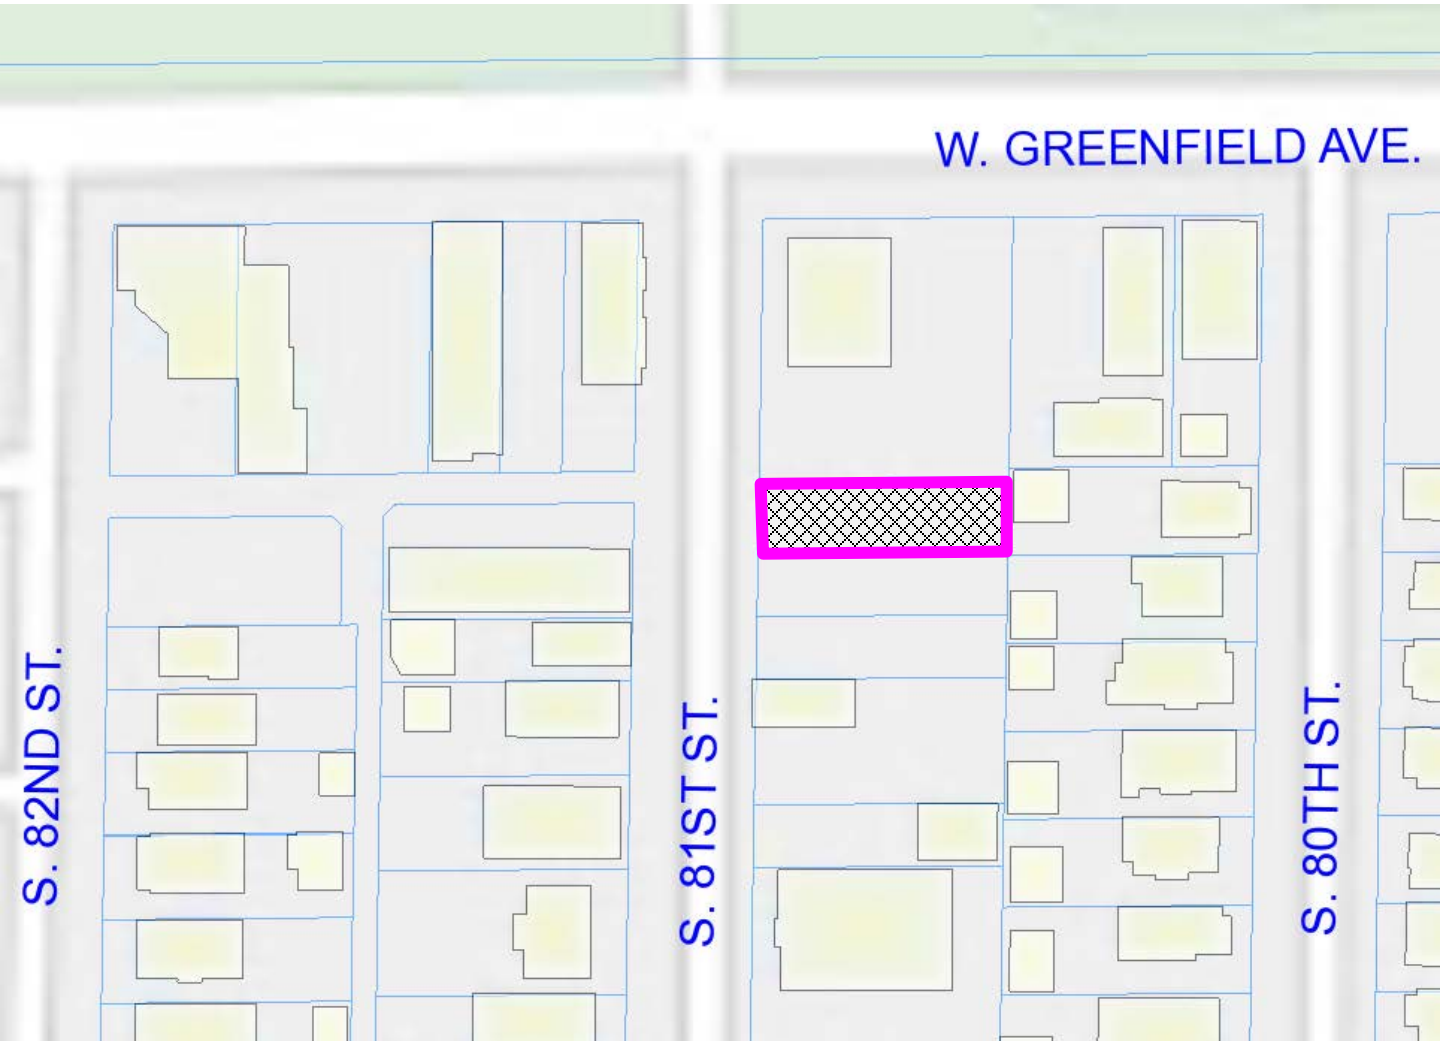 W. GREENFIELD AVE.
S. 82ND ST.
S. 81ST ST.
S. 80TH ST.